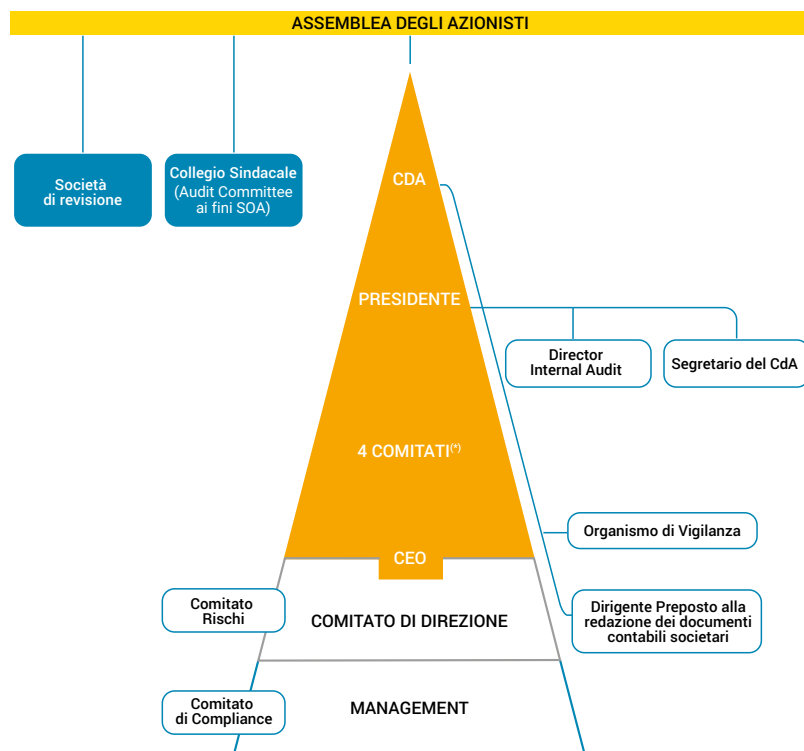 ASSEMBLEA DEGLI AZIONISTI
Società
di revisione
Collegio Sindacale
(Audit Committee
ai fini SOA)
CDA
PRESIDENTE
Director
Internal Audit
Segretario del CdA
4 COMITATI(*)
Organismo di Vigilanza
CEO
Comitato
Rischi
COMITATO DI DIREZIONE
Dirigente Preposto alla
redazione dei documenti
contabili societari
Comitato
di Compliance
MANAGEMENT